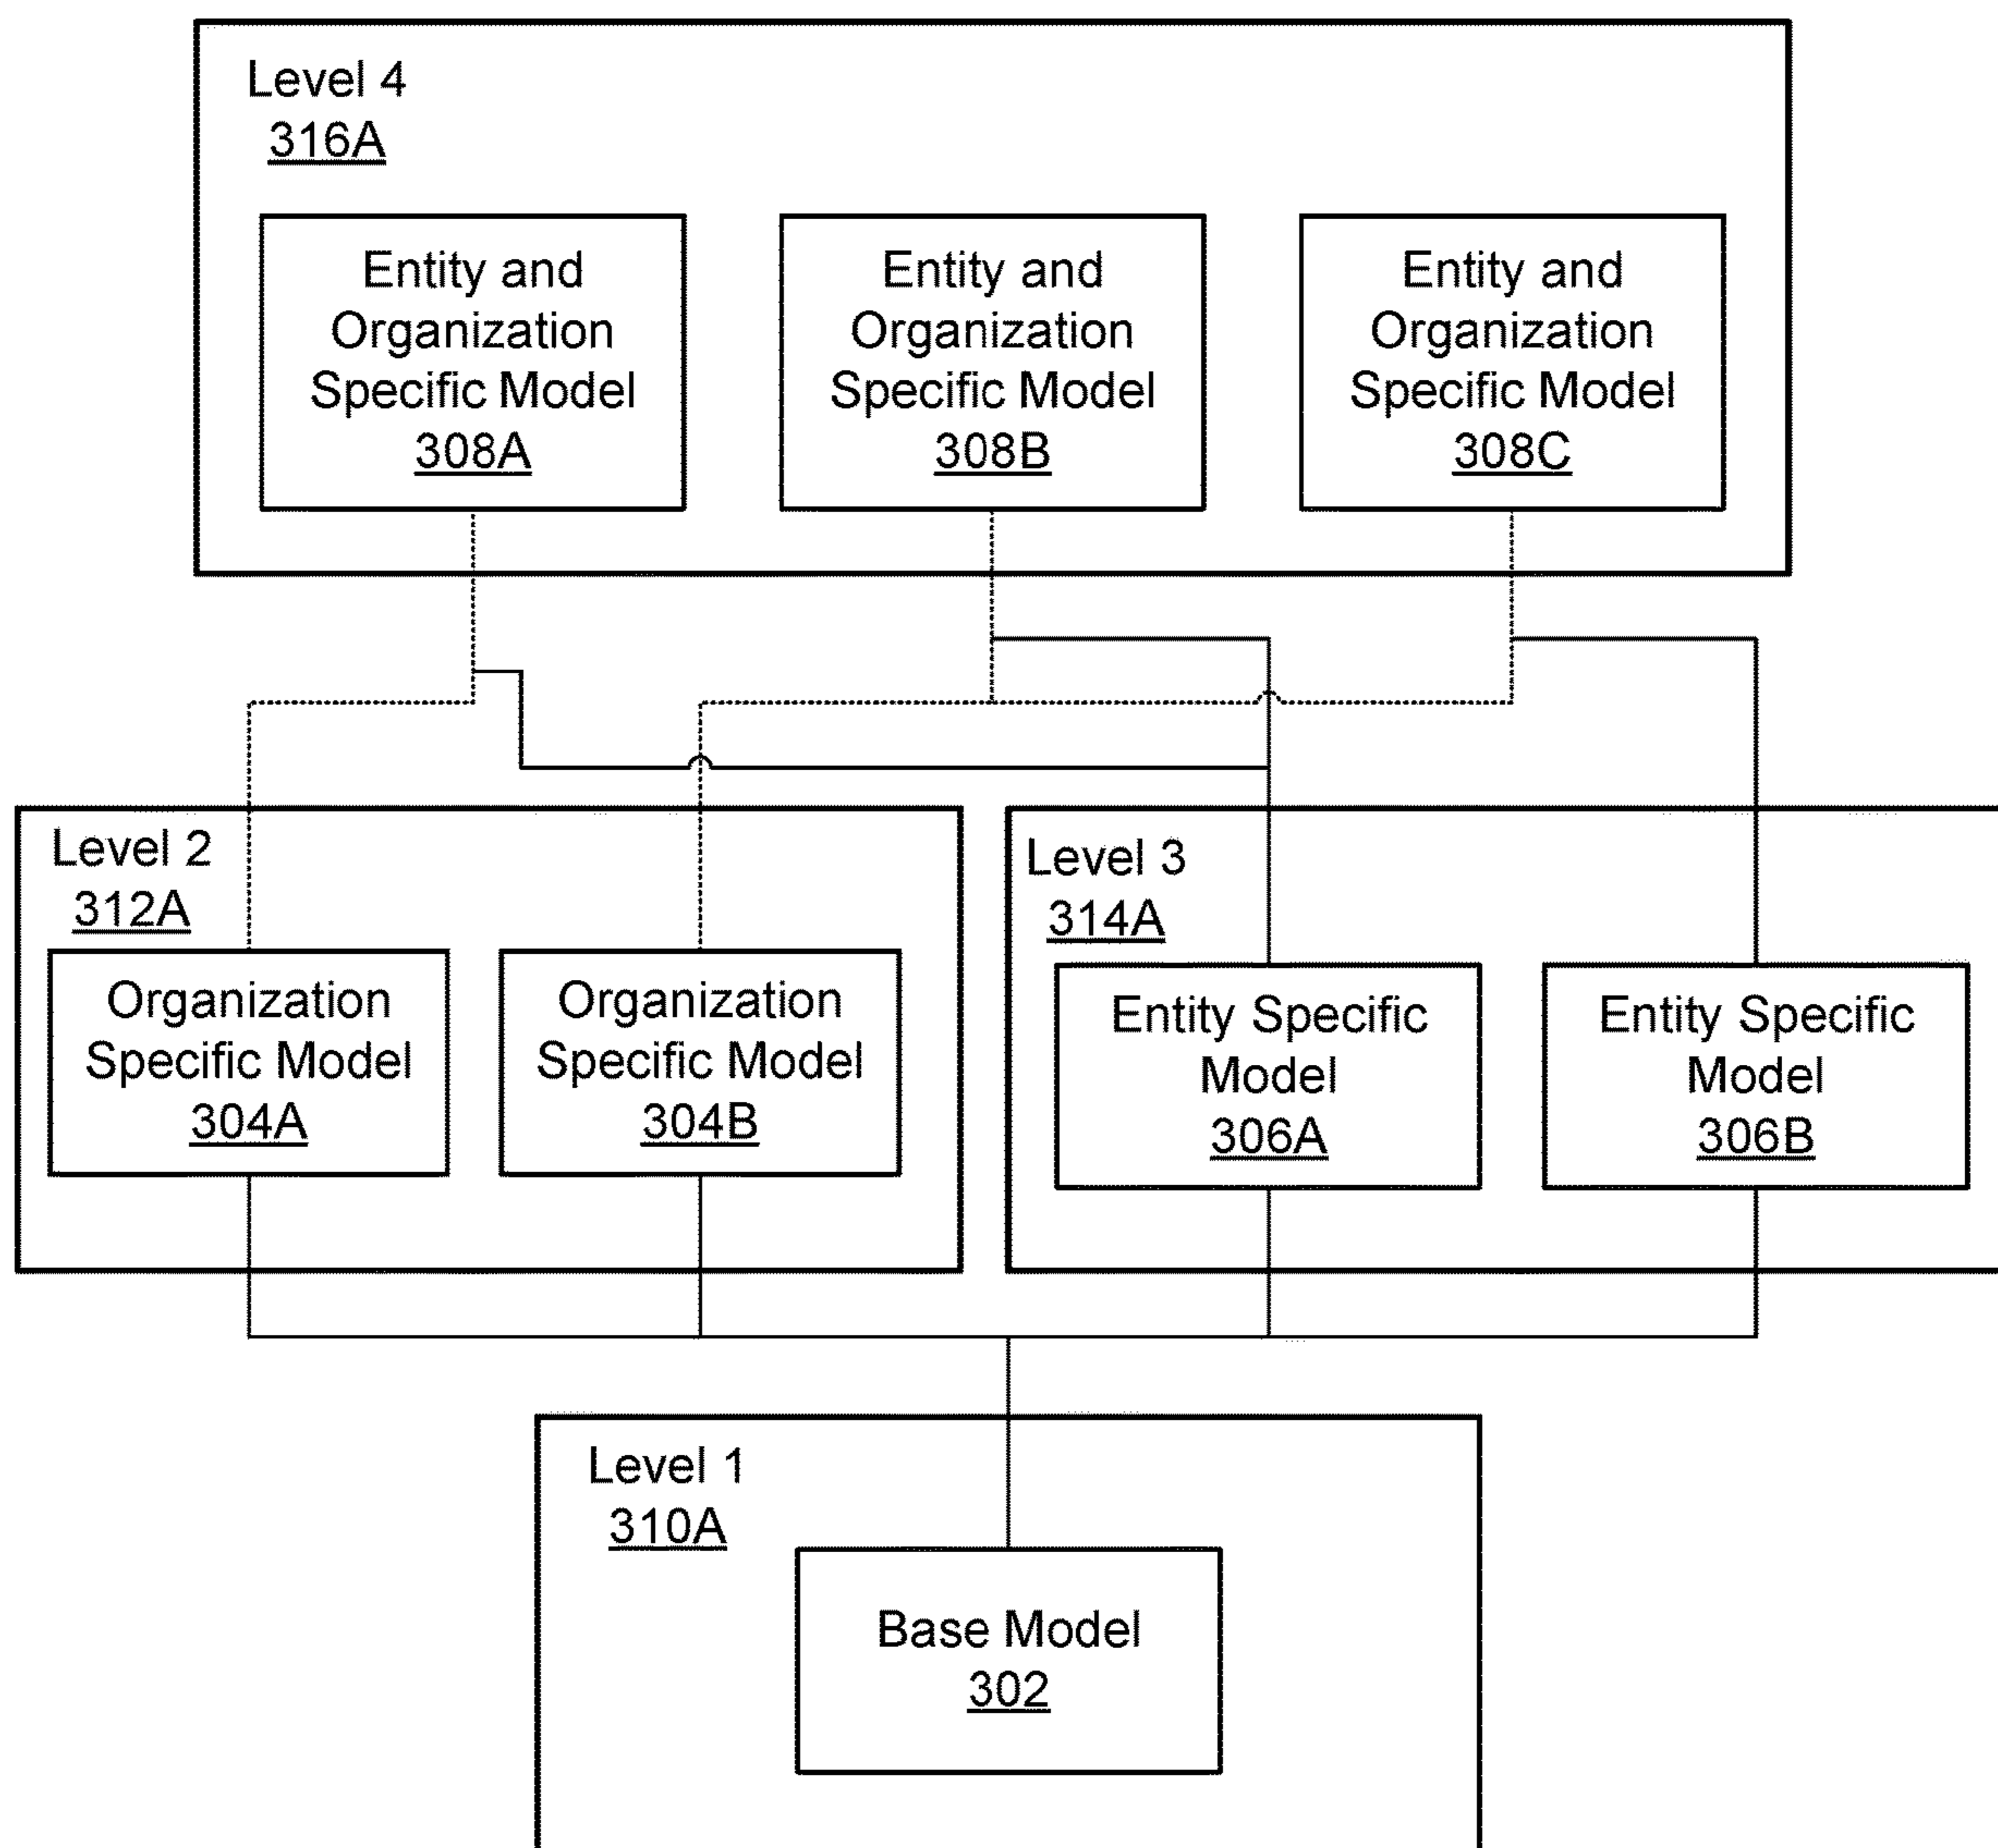 Level 4
316A
Entity and
Organization
Specific Model
308A
Entity and
Organization
Specific Model
308B
Entity and
Organization
Specific Model
308C
Level 2
312A
Organization
Specific Model
304A
Organization
Specific Model
304B
Level 3
314A
Entity Specific
Model
306A
Entity Specific
Model
306B
Level 1
310A
Base Model
302